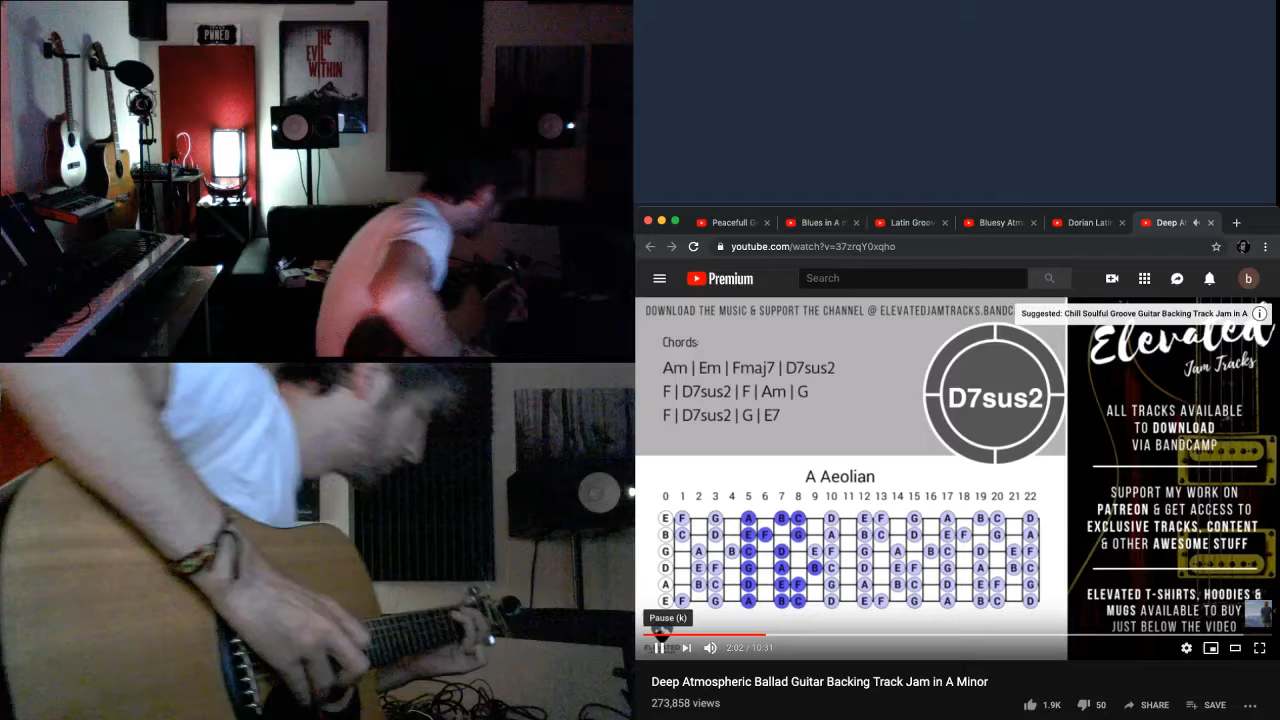 PWNED
THE
EVIL
WITHIN
Peacefull G
Blues in A m
Latin Groov
Bluesy Atm
Dorian Lati
Deep At
youtube.com/watch?v=37zrqY0xqho
Premium
Search
b
DOWNLOAD THE MUSIC & SUPPORT THE CHANNEL @ ELEVATEDJAMTRACKS.BANDC
Suggested: Chill Soulful Groove Guitar Backing Track Jam in A
Chords:
Am | Em | Fmaj7 | D7sus2
F | D7sus2 | F | Am | G
F | D7sus2 | G | E7
D7sus2
Elevated
Jam Tracks
ALL TRACKS AVAILABLE
TO DOWNLOAD
VIA BANDCAMP
SUPPORT MY WORK ON
PATREON & GET ACCESS TO
EXCLUSIVE TRACKS, CONTENT
& OTHER AWESOME STUFF
ELEVATED T-SHIRTS, HOODIES &
MUGS AVAILABLE TO BUY
JUST BELOW THE VIDEO
A Aeolian
0 1 2 3 4 5 6 7 8 9 10 11 12 13 14 15 16 17 18 19 20 21 22
E F G A B C D E F G A B C D
B C D E F G A B C D E F G A
G A B C D E F G A B C D E F
D E F G A B C D E F G A B C
A B C D E F G A B C D E F G
E F G A B C D E F G A B C D
Pause (k)
2:02 / 10:31
Deep Atmospheric Ballad Guitar Backing Track Jam in A Minor
273,858 views
1.9K
50
SHARE
SAVE